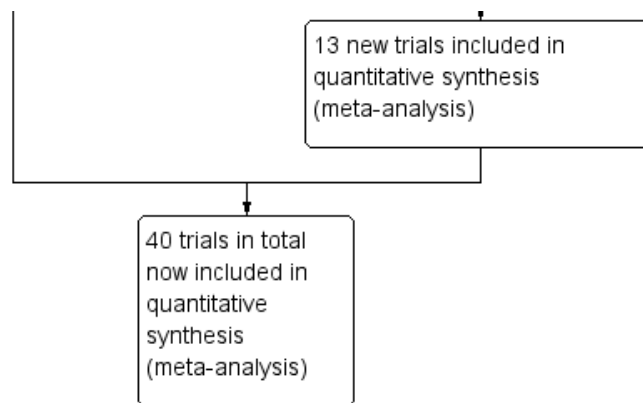 13 new trials included in
quantitative synthesis
(meta-analysis)
40 trials in total
now included in
quantitative
synthesis
(meta-analysis)